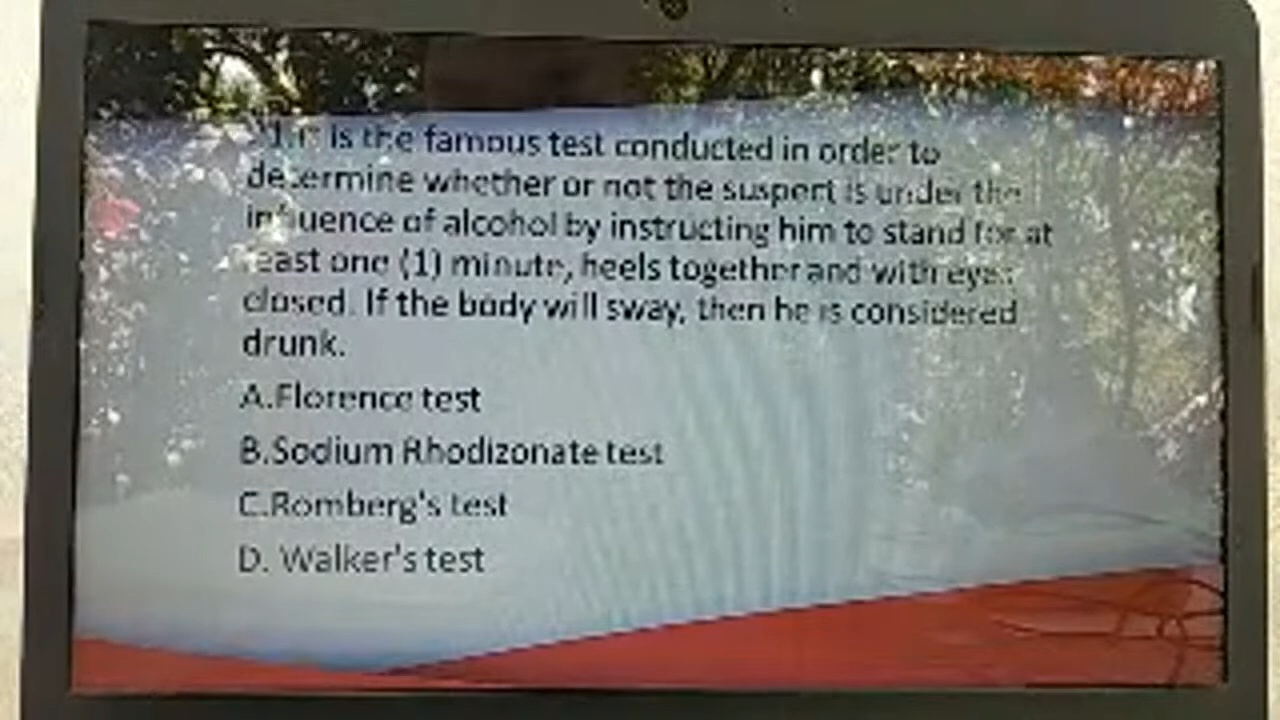 is the famous test conducted in order to
determine whether or not the suspect is under the
influence of alcohol by instructing him to stand for at
least one (1) minute, heels together and with eyes
closed. If the body will sway, then he is considered
drunk.
A.Florence test
B.Sodium Rhodizonate test
C.Romberg's test
D. Walker's test